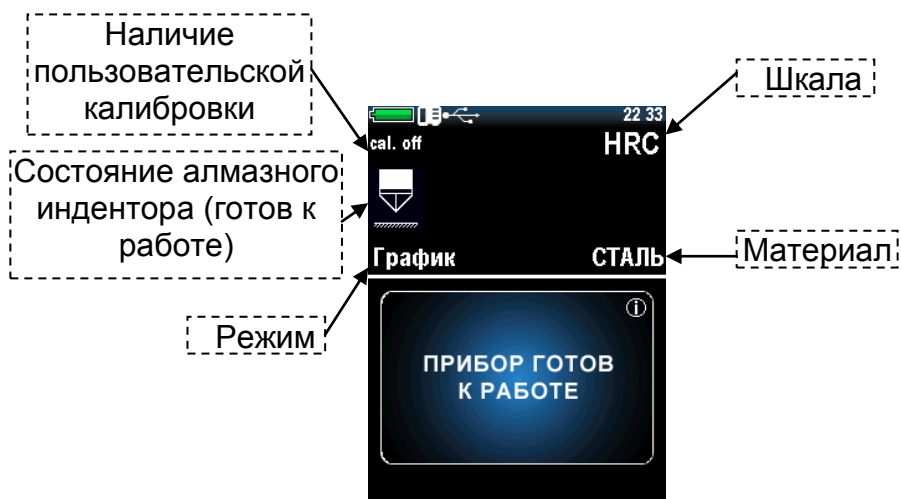 Наличие
пользовательской
калибровки
Шкала
22 33
cal. off
HRC
Состояние алмазного
индентора (готов к
работе)
График
СТАЛЬ
Материал
Режим
ПРИБОР ГОТОВ
К РАБОТЕ